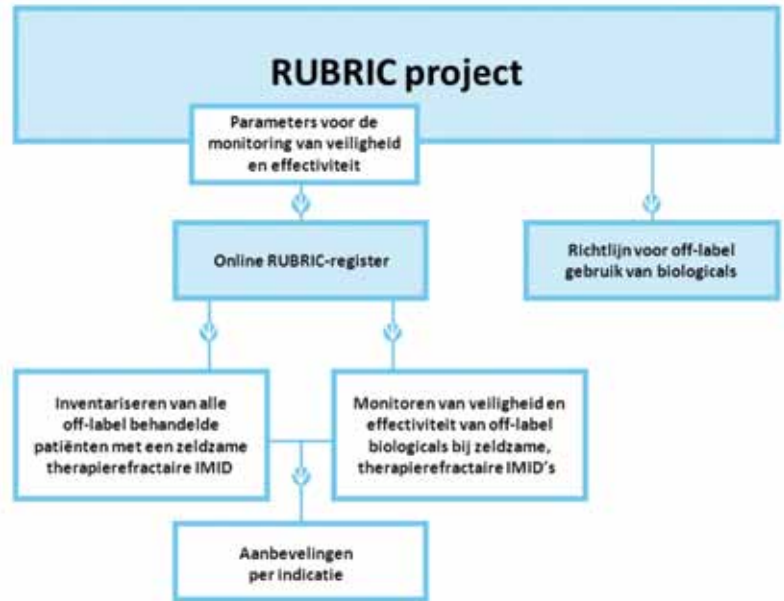 RUBRIC project
Parameters voor de
monitoring van veiligheid
en effectiviteit
Online RUBRIC-register
Richtlijn voor off-label
gebruik van biologicals
Inventariseren van alle
off-label behandelde
patiënten met een zeldzame
therapierefractaire IMID
Monitoren van veiligheid en
effectiviteit van off-label
biologicals bij zeldzame,
therapierefractaire IMID's
Aanbevelingen
per indicatie